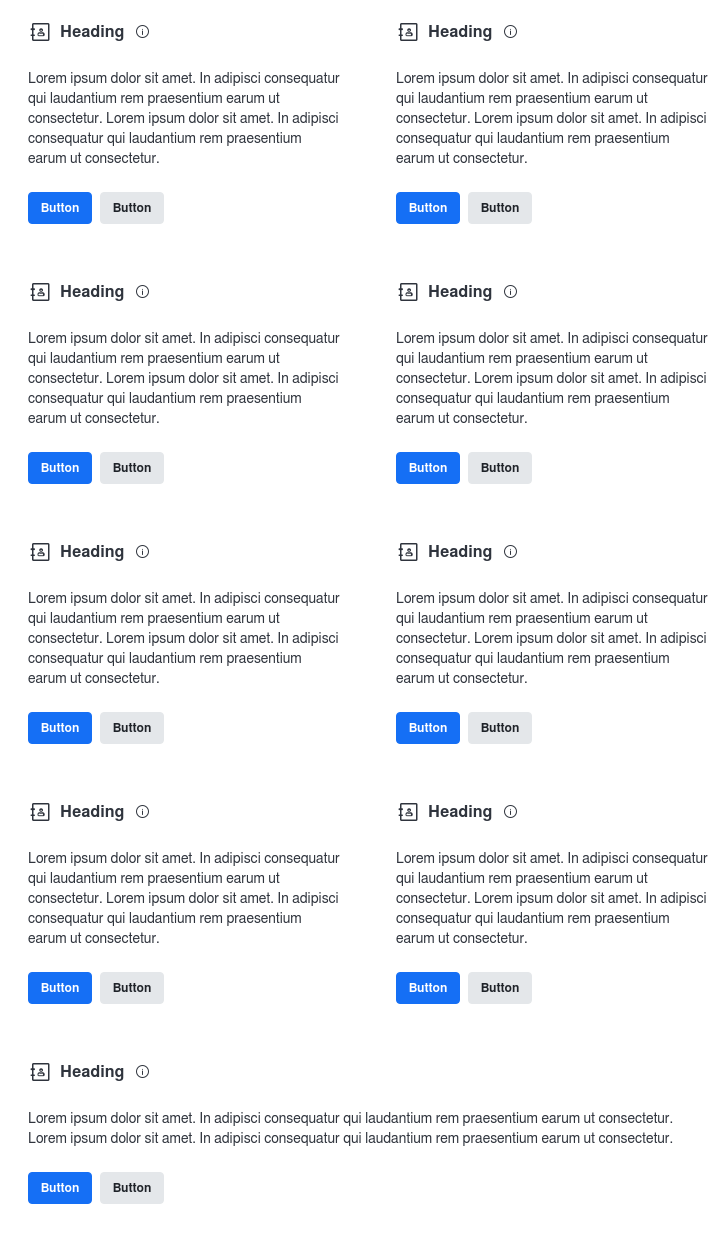 Heading
Lorem ipsum dolor sit amet. In adipisci consequatur
qui laudantium rem praesentium earum ut
consectetur. Lorem ipsum dolor sit amet. In adipisci
consequatur qui laudantium rem praesentium
earum ut consectetur.
Button Button
Heading
Lorem ipsum dolor sit amet. In adipisci consequatur
qui laudantium rem praesentium earum ut
consectetur. Lorem ipsum dolor sit amet. In adipisci
consequatur qui laudantium rem praesentium
earum ut consectetur.
Button Button
Heading
Lorem ipsum dolor sit amet. In adipisci consequatur
qui laudantium rem praesentium earum ut
consectetur. Lorem ipsum dolor sit amet. In adipisci
consequatur qui laudantium rem praesentium
earum ut consectetur.
Button Button
Heading
Lorem ipsum dolor sit amet. In adipisci consequatur
qui laudantium rem praesentium earum ut
consectetur. Lorem ipsum dolor sit amet. In adipisci
consequatur qui laudantium rem praesentium
earum ut consectetur.
Button Button
Heading
Lorem ipsum dolor sit amet. In adipisci consequatur
qui laudantium rem praesentium earum ut
consectetur. Lorem ipsum dolor sit amet. In adipisci
consequatur qui laudantium rem praesentium
earum ut consectetur.
Button Button
Heading
Lorem ipsum dolor sit amet. In adipisci consequatur
qui laudantium rem praesentium earum ut
consectetur. Lorem ipsum dolor sit amet. In adipisci
consequatur qui laudantium rem praesentium
earum ut consectetur.
Button Button
Heading
Lorem ipsum dolor sit amet. In adipisci consequatur
qui laudantium rem praesentium earum ut
consectetur. Lorem ipsum dolor sit amet. In adipisci
consequatur qui laudantium rem praesentium
earum ut consectetur.
Button Button
Heading
Lorem ipsum dolor sit amet. In adipisci consequatur
qui laudantium rem praesentium earum ut
consectetur. Lorem ipsum dolor sit amet. In adipisci
consequatur qui laudantium rem praesentium
earum ut consectetur.
Button Button
Heading
Lorem ipsum dolor sit amet. In adipisci consequatur qui laudantium rem praesentium earum ut consectetur.
Lorem ipsum dolor sit amet. In adipisci consequatur qui laudantium rem praesentium earum ut consectetur.
Button Button